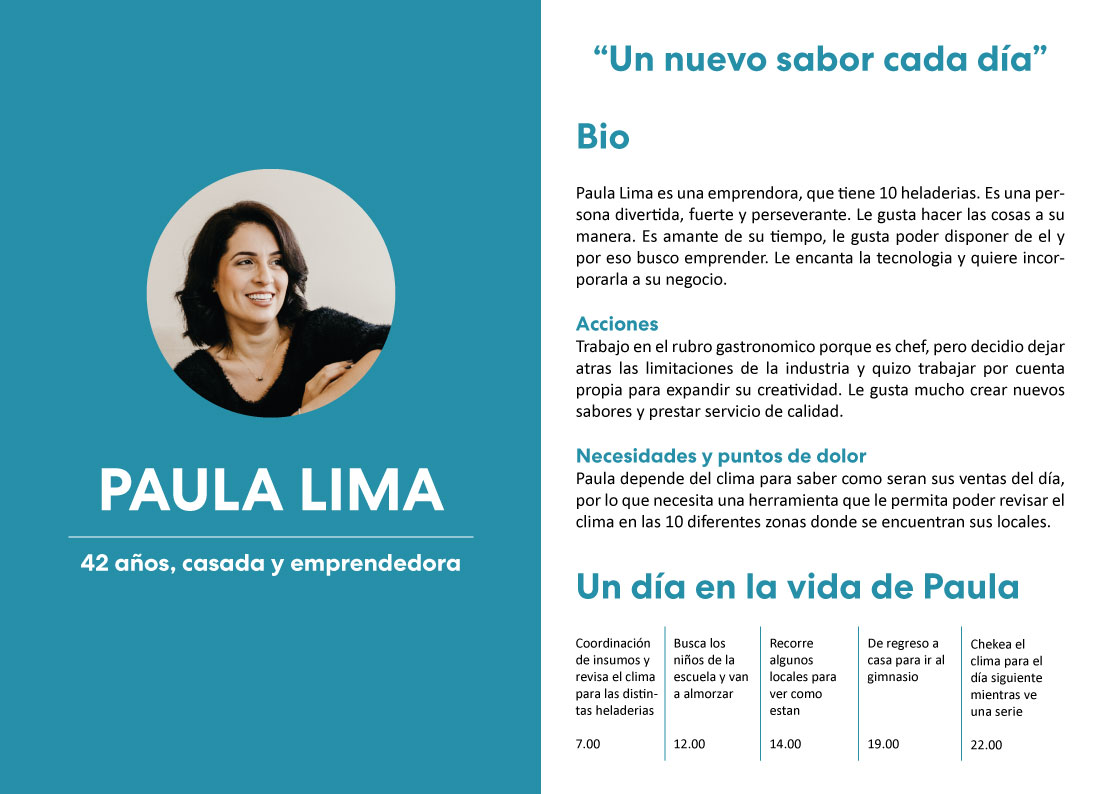 PAULA LIMA
42 años, casada y emprendedora
“Un nuevo sabor cada día”
Bio
Paula Lima es una emprendora, que tiene 10 heladerias. Es una per-
sona divertida, fuerte y perseverante. Le gusta hacer las cosas a su
manera. Es amante de su tiempo, le gusta poder disponer de el y
por eso busco emprender. Le encanta la tecnologia y quiere incor-
porarla a su negocio.
Acciones
Trabajo en el rubro gastronomico porque es chef, pero decidio dejar
atras las limitaciones de la industria y quizo trabajar por cuenta
propia para expandir su creatividad. Le gusta mucho crear nuevos
sabores y prestar servicio de calidad.
Necesidades y puntos de dolor
Paula depende del clima para saber como seran sus ventas del día,
por lo que necesita una herramienta que le permita poder revisar el
clima en las 10 diferentes zonas donde se encuentran sus locales.
Un día en la vida de Paula
Coordinación
de insumos y
revisa el clima
para las distin-
tas heladerias
7.00
Busca los
niños de la
escuela y van
a almorzar
12.00
Recorre
algunos
locales para
ver como
estan
14.00
De regreso a
casa para ir al
gimnasio
19.00
Chekea el
clima para el
día siguiente
mientras ve
una serie
22.00